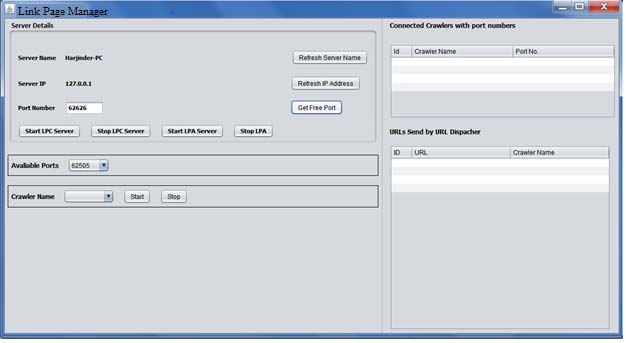 Link Page Manager
Server Details
Server Name Harjinder-PC Refresh Server Name
Server IP 127.0.0.1 Refresh IP Address
Port Number 62626 Get Free Port
Start LPC Server Stop LPC Server Start LPA Server Stop LPA
Avaliable Ports 62505
Crawler Name Start Stop
Connected Crawlers with port numbers
Id Crawler Name Port No.
URLs Send by URL Dispacher
ID URL Crawler Name